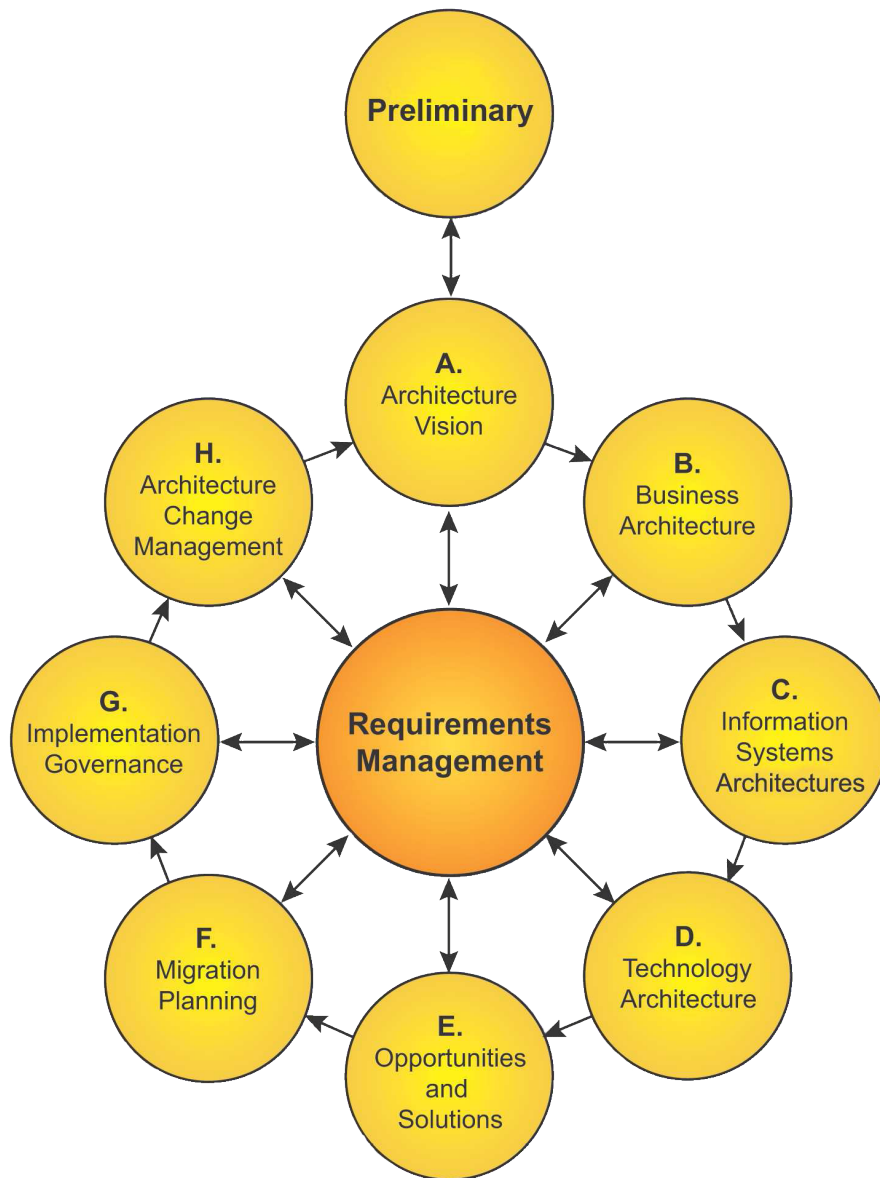 Preliminary
A.
Architecture
Vision
B.
Business
Architecture
C.
Information
Systems
Architectures
D.
Technology
Architecture
E.
Opportunities
and
Solutions
F.
Migration
Planning
G.
Implementation
Governance
H.
Architecture
Change
Management
Requirements
Management